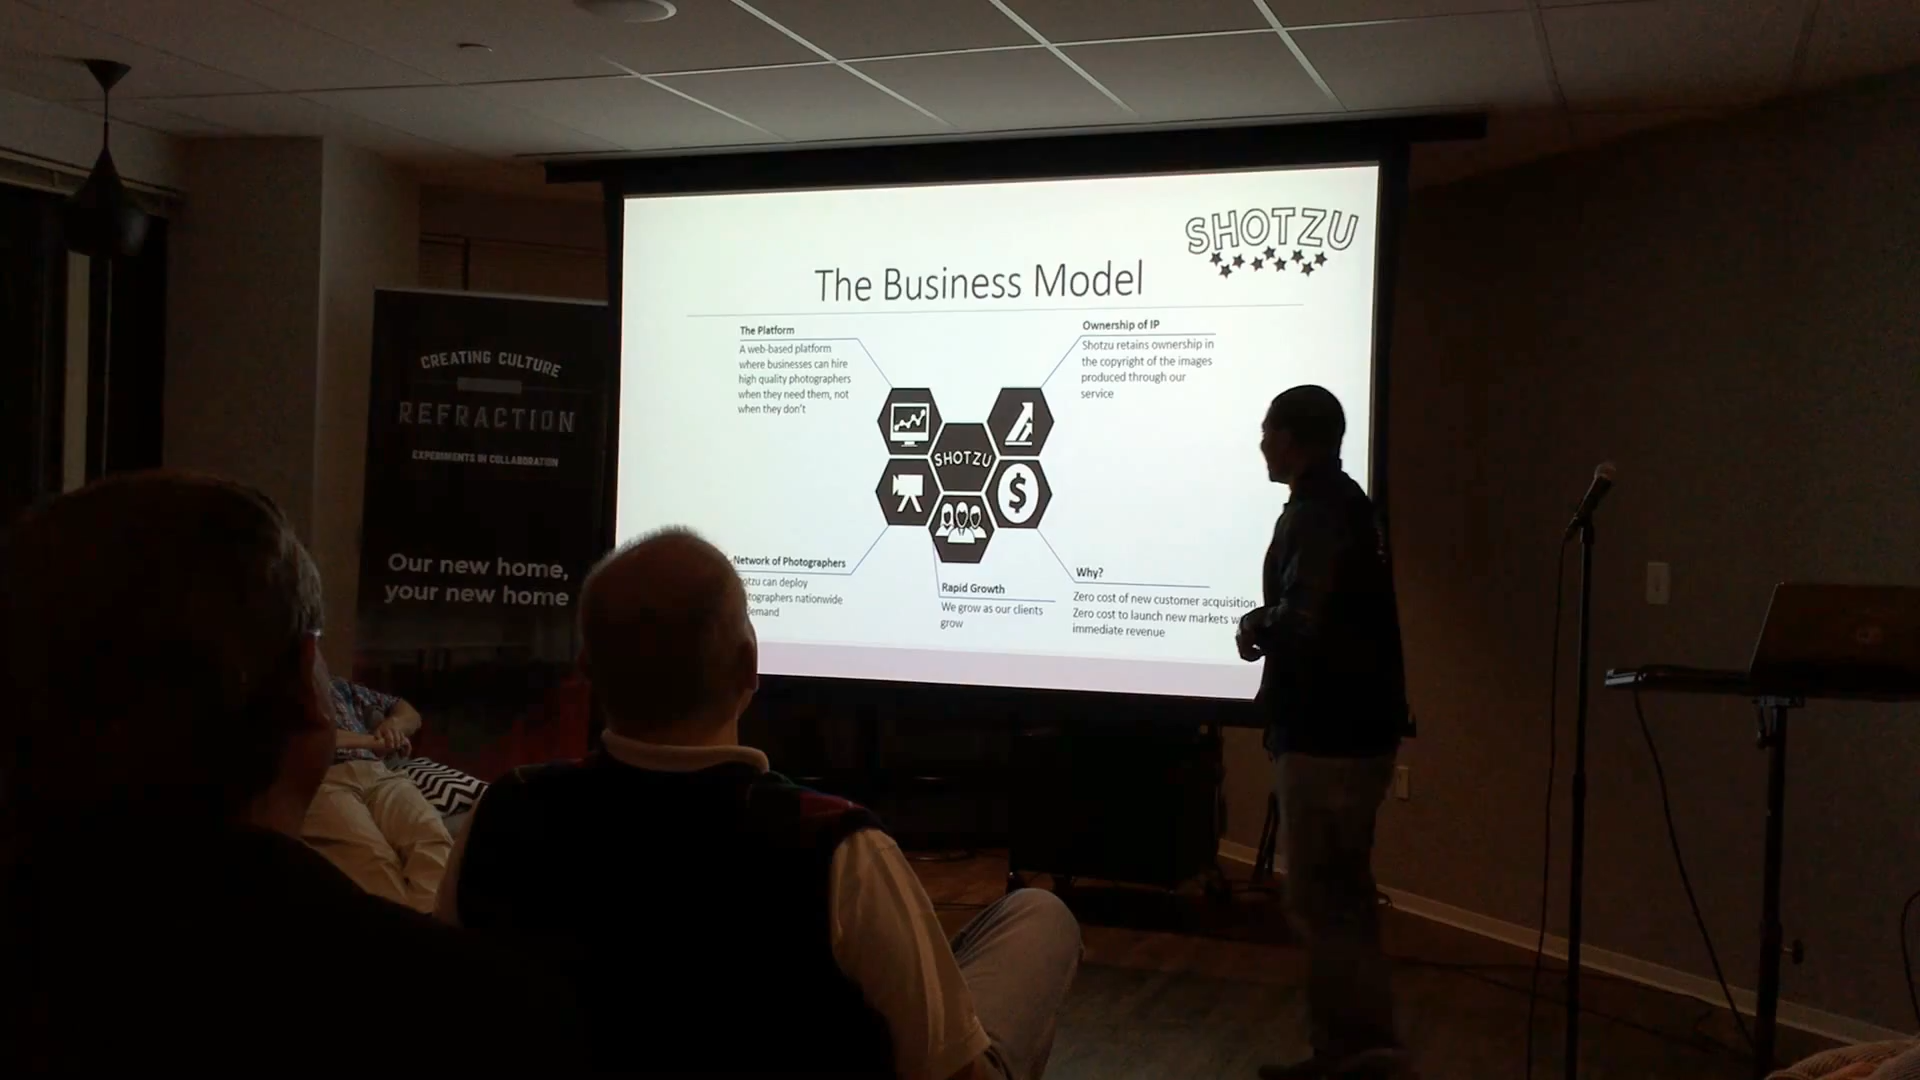 SHOTZU
The Business Model
The Platform
A web-based platform
where businesses can hire
high quality photographers
when they need them, not
when they don't
Ownership of IP
Shotzu retains ownership in
the copyright of the images
produced through our
service
SHOTZU
$
Network of Photographers
can deploy
nationwide
Rapid Growth
We grow as our clients
grow
Why?
Zero cost of new customer acquisition
Zero cost to launch new markets
immediate revenue
CREATING CULTURE
REFRACTION
EXPERIMENTS IN COLLABORATION
Our new home,
your new home